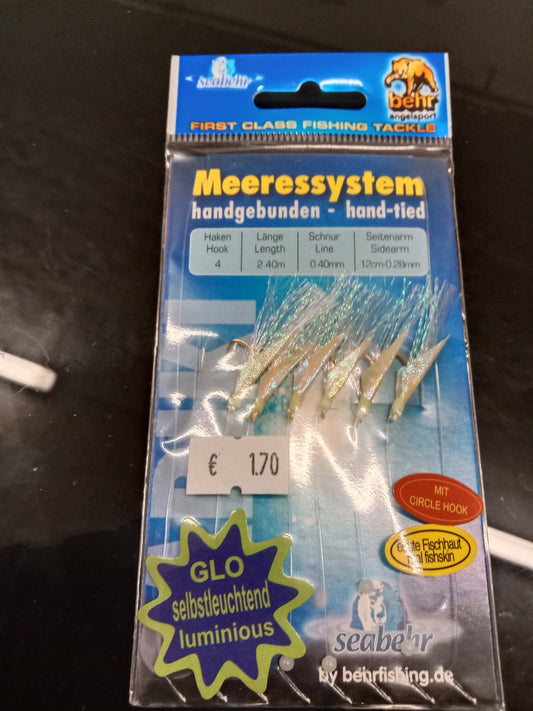 seabehr
behr
angelsport
FIRST CLASS FISHING TACKLE
Meeressystem
handgebunden - hand-tied
Haken Länge Schnur Seitenarm
Hook Length Line Sidearm
4 2.40m 0.40mm 12cm-0.28mm
€ 1.70
MIT
CIRCLE HOOK
echte Fischhaut
real fishskin
GLO
selbstleuchtend
luminious
seabehr
by behrfishing.de